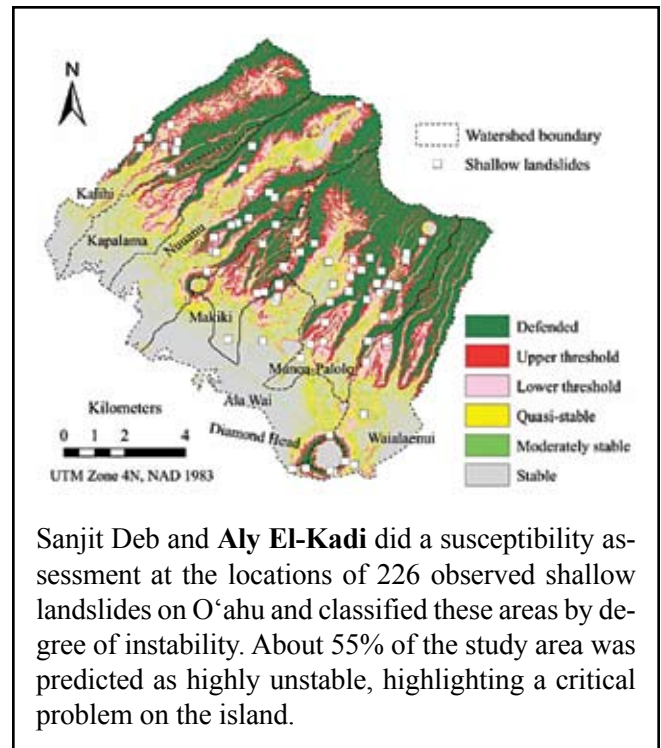 N
Watershed boundary
Shallow landslides
Kalihi
Kapalama
Nuuanu
Makiki
Manoa-Palolo
Ala Wai
Diamond Head
Waialaenui
Defended
Upper threshold
Lower threshold
Quasi-stable
Moderately stable
Stable
Kilometers
0 1 2 4
UTM Zone 4N, NAD 1983
Sanjit Deb and Aly El-Kadi did a susceptibility as-
sessment at the locations of 226 observed shallow
landslides on O‘ahu and classified these areas by de-
gree of instability. About 55% of the study area was
predicted as highly unstable, highlighting a critical
problem on the island.